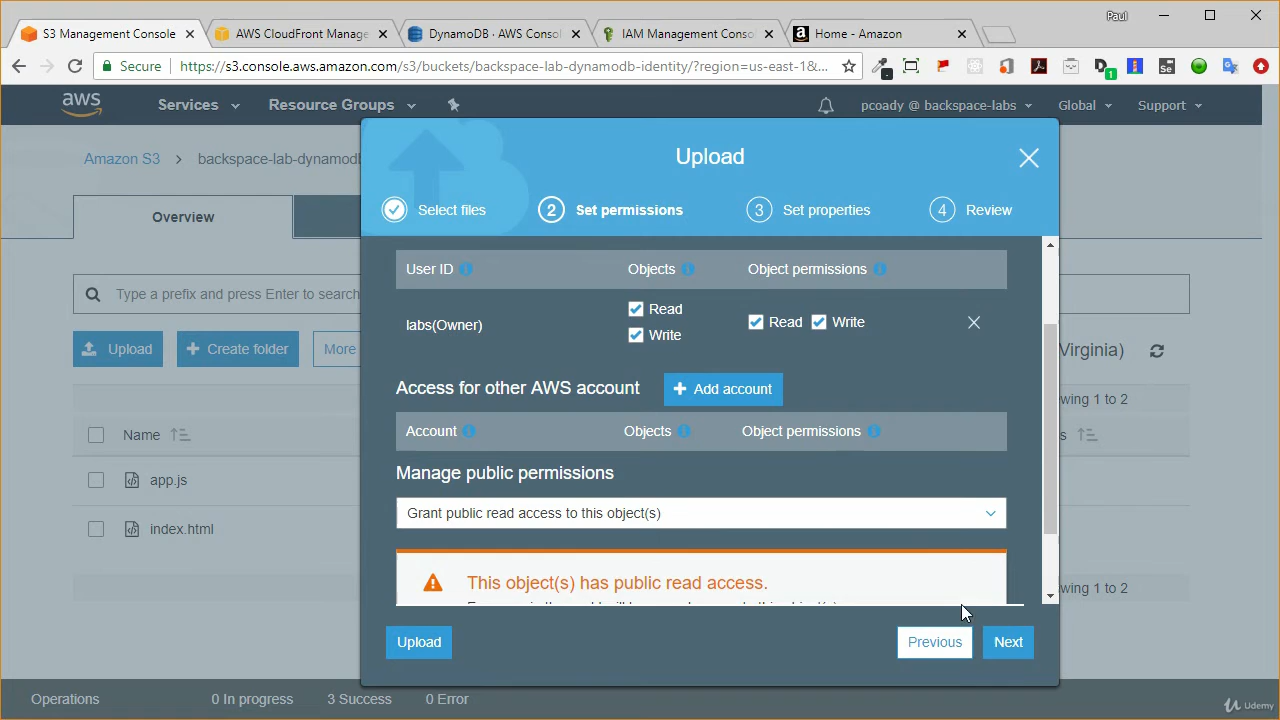 Paul
S3 Management Console
AWS CloudFront Manage
DynamoDB · AWS Consol
IAM Management Conso
Home - Amazon
Secure
https://s3.console.aws.amazon.com/s3/buckets/backspace-lab-dynamodb-identity/?region=us-east-1&...
aws
Services
Resource Groups
pcoady @ backspace-labs
Global
Support
Amazon S3 > backspace-lab-dynamodb
Upload
Select files
2 Set permissions
3 Set properties
4 Review
Overview
User ID
Objects
Object permissions
Type a prefix and press Enter to search
labs(Owner)
Read
Write
Read
Write
Upload
Create folder
More
Virginia)
Access for other AWS account
Add account
wing 1 to 2
Name
Account
Objects
Object permissions
s
Manage public permissions
app.js
Grant public read access to this object(s)
index.html
This object(s) has public read access.
wing 1 to 2
Upload
Previous
Next
Operations
0 In progress
3 Success
0 Error
Udemy